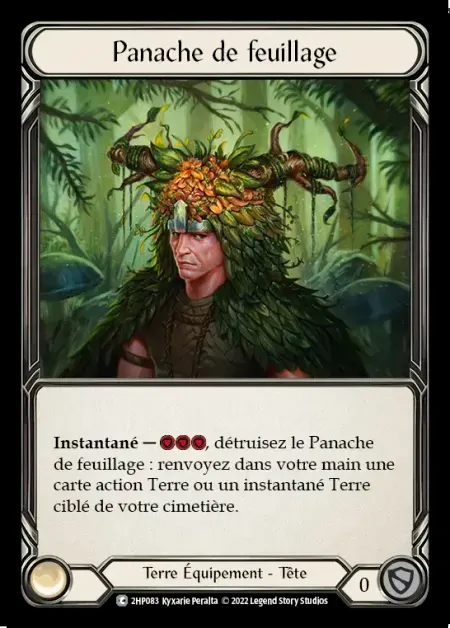 Panache de feuillage
Instantané — , détruisez le Panache
de feuillage : renvoyez dans votre main une
carte action Terre ou un instantané Terre
ciblé de votre cimetière.
Terre Équipement - Tête
0
C 2HP083 Kyxarie Peralta © 2022 Legend Story Studios